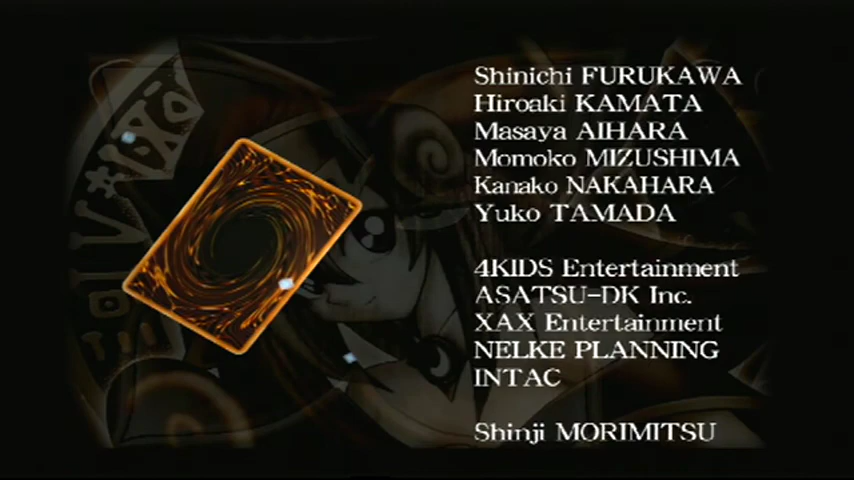 Shinichi FURUKAWA
Hiroaki KAMATA
Masaya AIHARA
Momoko MIZUSHIMA
Kanako NAKAHARA
Yuko TAMADA
4KIDS Entertainment
ASATSU-DK Inc.
XAX Entertainment
NELKE PLANNING
INTAC
Shinji MORIMITSU